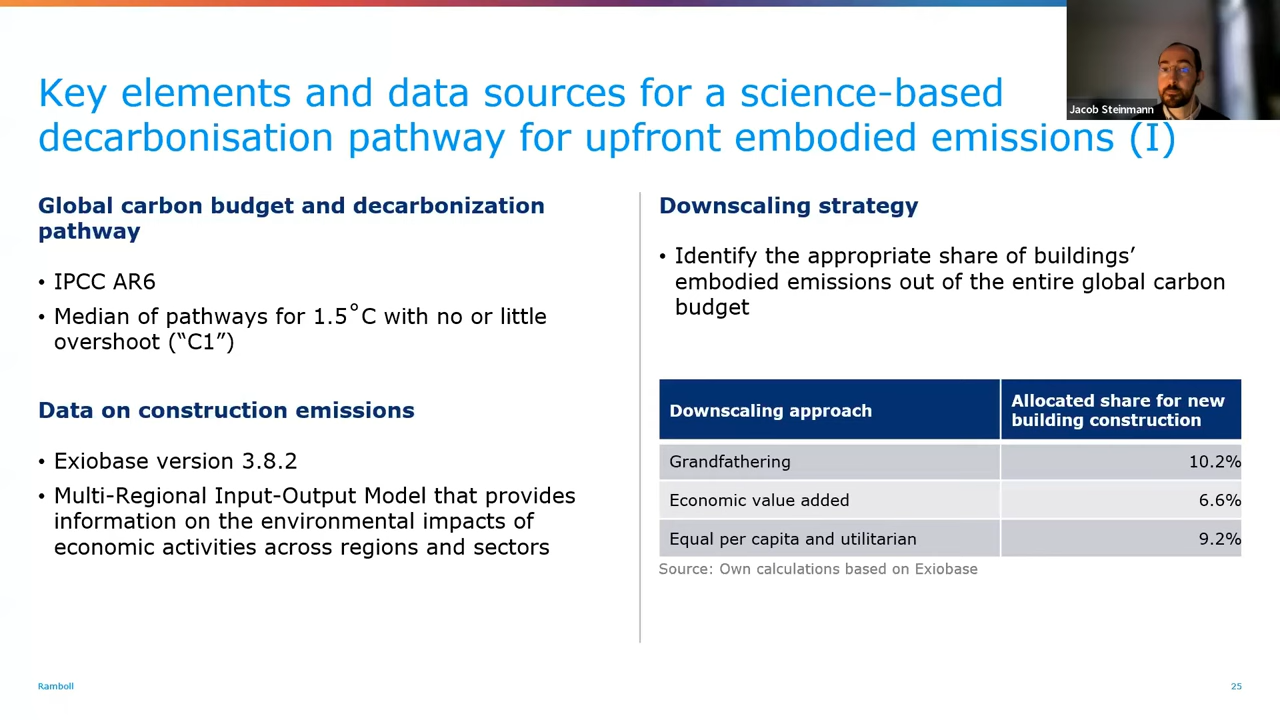 Key elements and data sources for a science-based
decarbonisation pathway for upfront embodied emissions (I)
Jacob Steinmann
Global carbon budget and decarbonization
pathway
• IPCC AR6
• Median of pathways for 1.5˚C with no or little
overshoot (“C1”)
Data on construction emissions
• Exiobase version 3.8.2
• Multi-Regional Input-Output Model that provides
information on the environmental impacts of
economic activities across regions and sectors
Downscaling strategy
• Identify the appropriate share of buildings’
embodied emissions out of the entire global carbon
budget
Downscaling approach
Allocated share for new
building construction
Grandfathering 10.2%
Economic value added 6.6%
Equal per capita and utilitarian 9.2%
Source: Own calculations based on Exiobase
Ramboll
25